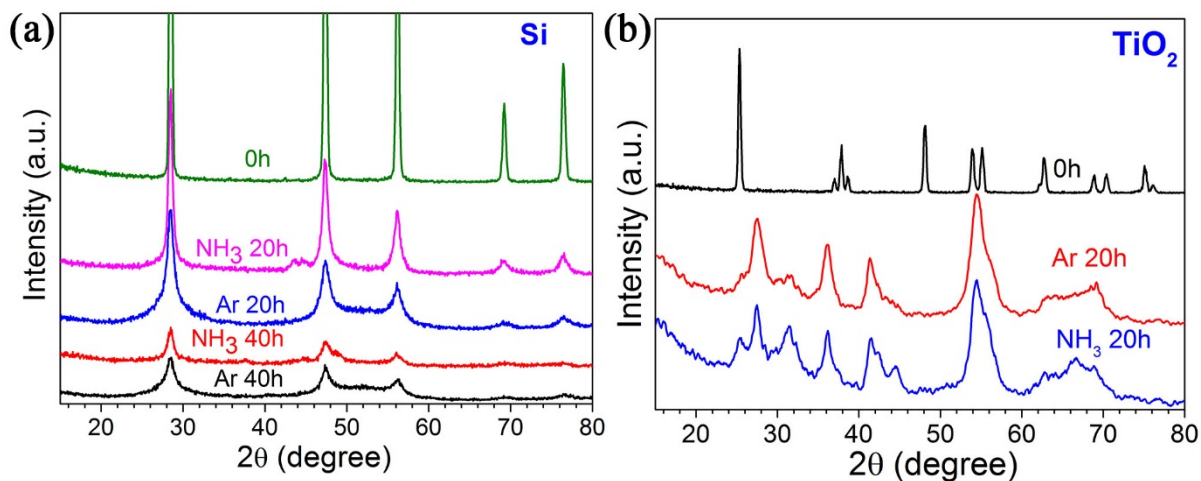 (a)
Si
0h
NH3 20h
Ar 20h
NH3 40h
Ar 40h
Intensity (a.u.)
20 30 40 50 60 70 80
2θ (degree)
(b)
TiO2
0h
Ar 20h
NH3 20h
Intensity (a.u.)
20 30 40 50 60 70 80
2θ (degree)